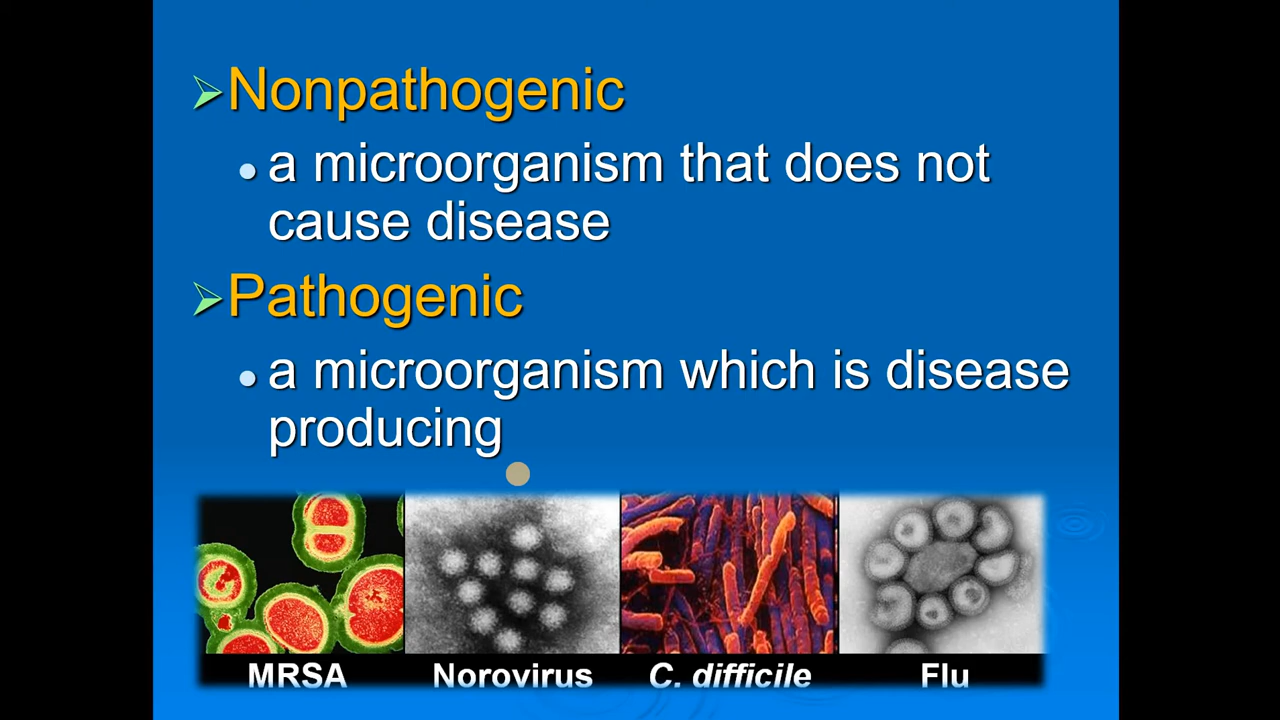 Nonpathogenic
a microorganism that does not
cause disease
Pathogenic
a microorganism which is disease
producing
MRSA Norovirus C. difficile Flu